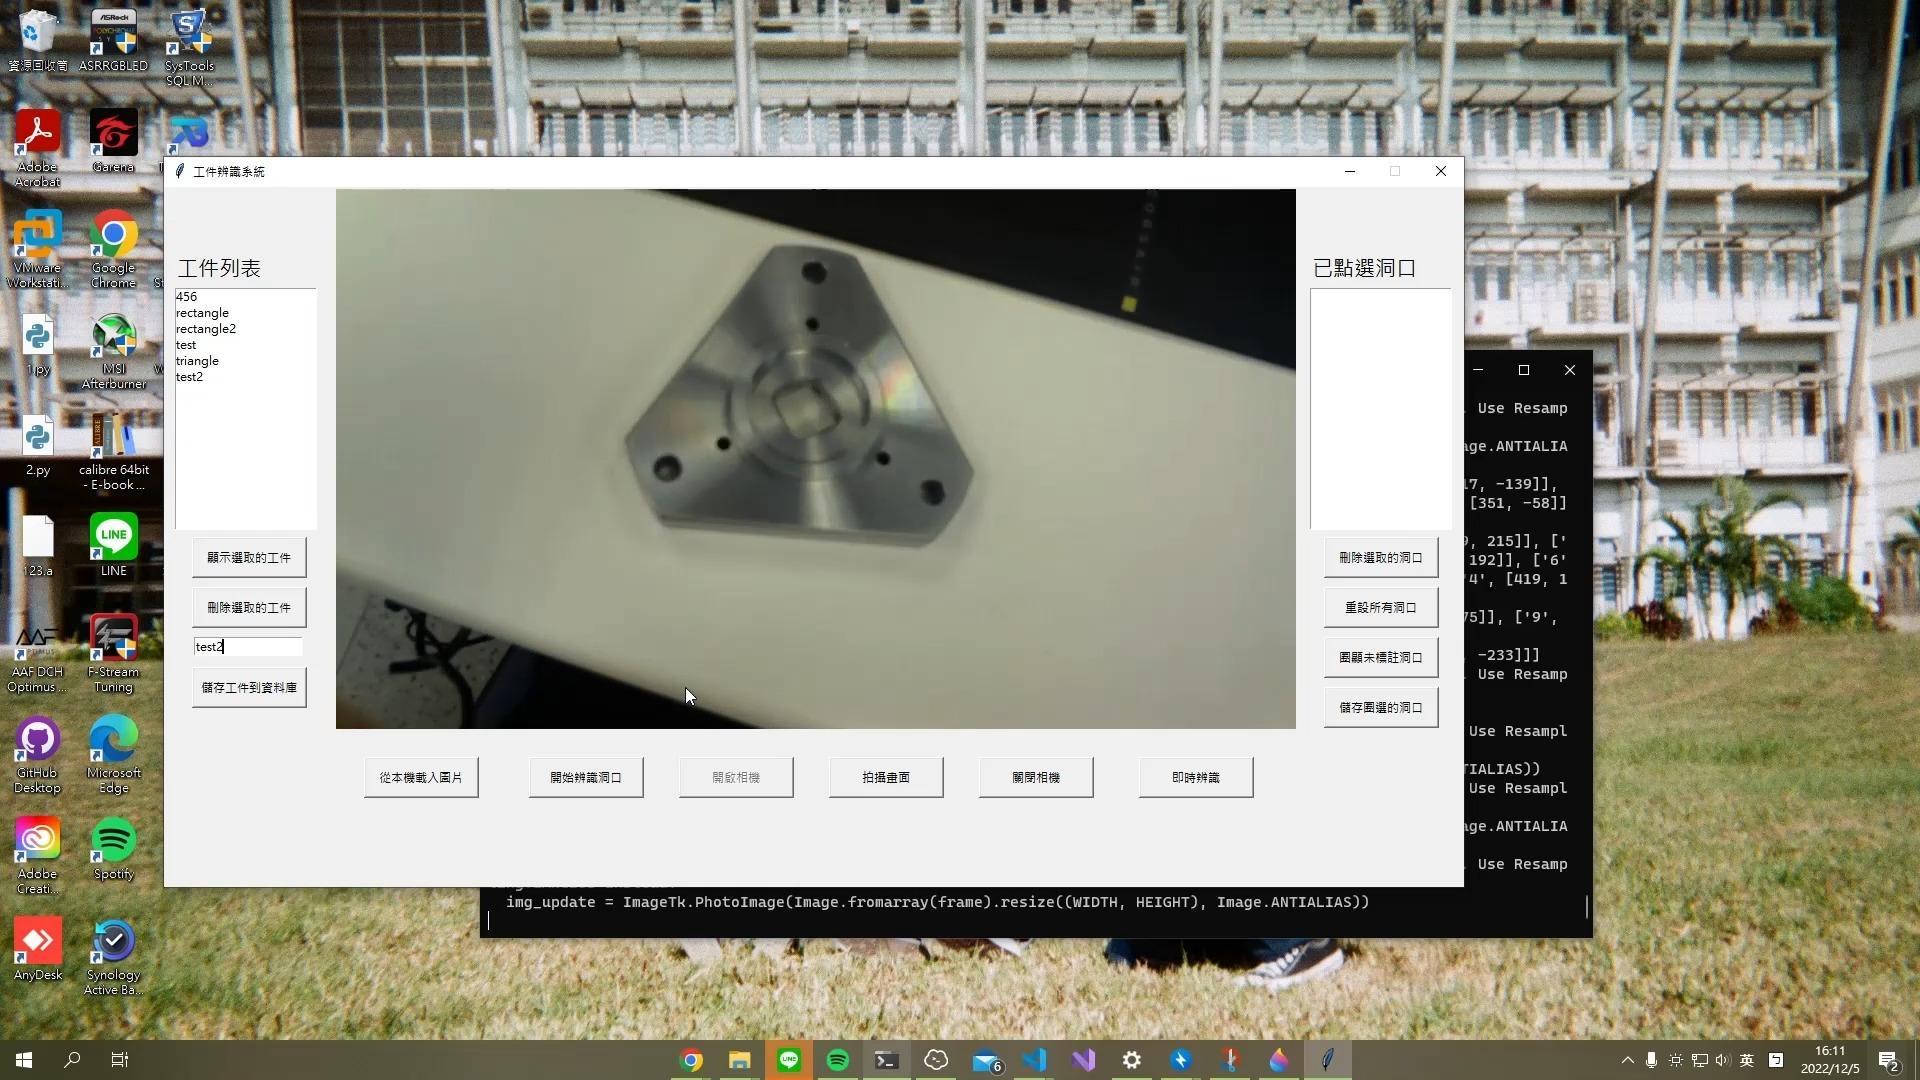 資源回收筒
ASRRGBLED
SysTools
SQL M...
Adobe
Acrobat
Garena
VMware
Workstati...
Google
Chrome
1.py
MSI
Afterburner
2.py
calibre 64bit
- E-book ...
123.a
LINE
AAF DCH
Optimus ...
F-Stream
Tuning
GitHub
Desktop
Microsoft
Edge
Adobe
Creati...
Spotify
AnyDesk
Synology
Active Ba...
工件辨識系統
工件列表
456
rectangle
rectangle2
test
triangle
test2
顯示選取的工件
刪除選取的工件
test2
儲存工件到資料庫
已點選洞口
刪除選取的洞口
重設所有洞口
圈顯未標註洞口
儲存圈選的洞口
從本機載入圖片
開始辨識洞口
開啟相機
拍攝畫面
關閉相機
即時辨識
. Use Resamp
age.ANTIALIA
17, -139]],
[351, -58]]
9, 215]], ['
192]], ['6'
'4', [419, 1
75]], ['9',
, -233]]]
. Use Resamp
Use Resampl
TIALIAS))
Use Resampl
age.ANTIALIA
. Use Resamp
img_update = ImageTk.PhotoImage(Image.fromarray(frame).resize((WIDTH, HEIGHT), Image.ANTIALIAS))
英
16:11
2022/12/5